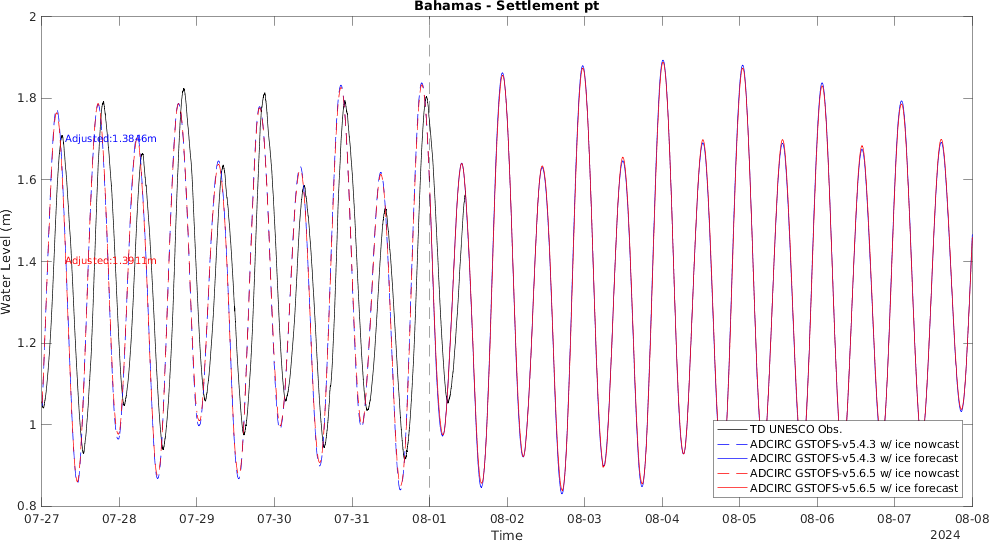 Bahamas - Settlement pt
2
1.8
1.6
1.4
1.2
1
0.8
Water Level (m)
Adjusted:1.3846m
Adjusted:1.3911m
TD UNESCO Obs.
ADCIRC GSTOFS-v5.4.3 w/ ice nowcast
ADCIRC GSTOFS-v5.4.3 w/ ice forecast
ADCIRC GSTOFS-v5.6.5 w/ ice nowcast
ADCIRC GSTOFS-v5.6.5 w/ ice forecast
07-27 07-28 07-29 07-30 07-31 08-01 08-02 08-03 08-04 08-05 08-06 08-07 08-08
Time
2024